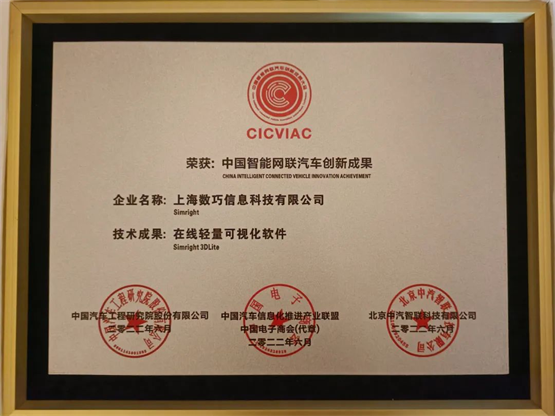 CICVIAC
荣获: 中国智能网联汽车创新成果
CHINA INTELLIGENT CONNECTED VEHICLE INNOVATION ACHIEVEMENT
企业名称: 上海数巧信息科技有限公司
Simright
技术成果: 在线轻量可视化软件
Simright 3DLite
中国汽车工程研究院股份有限公司
二〇二二年六月
中国汽车信息化推进产业联盟
中国电子商会(代章)
二〇二二年六月
北京中汽智联科技有限公司
二〇二二年六月